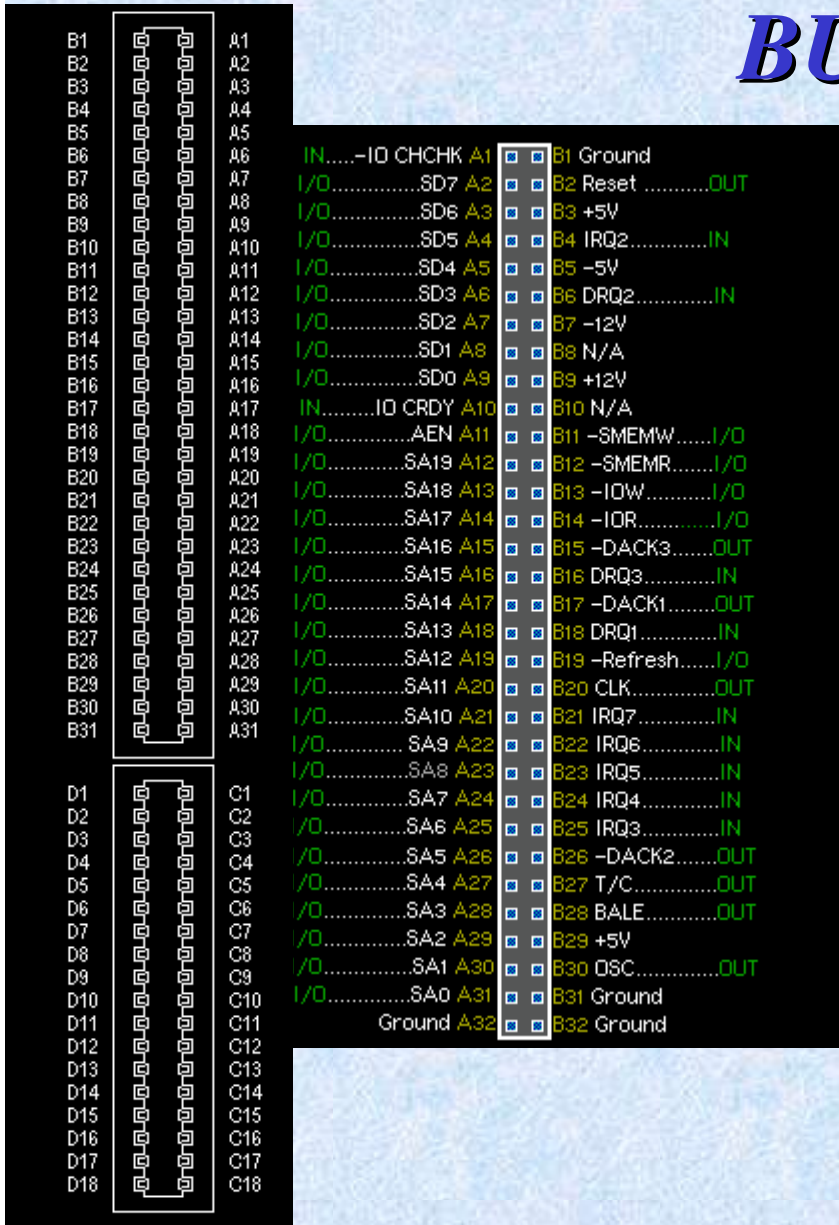 BU
B1 A1
B2 A2
B3 A3
B4 A4
B5 A5
B6 A6
B7 A7
B8 A8
B9 A9
B10 A10
B11 A11
B12 A12
B13 A13
B14 A14
B15 A15
B16 A16
B17 A17
B18 A18
B19 A19
B20 A20
B21 A21
B22 A22
B23 A23
B24 A24
B25 A25
B26 A26
B27 A27
B28 A28
B29 A29
B30 A30
B31 A31
D1 C1
D2 C2
D3 C3
D4 C4
D5 C5
D6 C6
D7 C7
D8 C8
D9 C9
D10 C10
D11 C11
D12 C12
D13 C13
D14 C14
D15 C15
D16 C16
D17 C17
D18 C18
IN.....-IO CHCHK A1 B1 Ground
I/O...............SD7 A2 B2 Reset ...........OUT
I/O...............SD6 A3 B3 +5V
I/O...............SD5 A4 B4 IRQ2.............IN
I/O...............SD4 A5 B5 -5V
I/O...............SD3 A6 B6 DRQ2.............IN
I/O...............SD2 A7 B7 -12V
I/O...............SD1 A8 B8 N/A
I/O...............SD0 A9 B9 +12V
IN.........IO CRDY A10 B10 N/A
I/O..............AEN A11 B11 -SMEMW......I/O
I/O.............SA19 A12 B12 -SMEMR.......I/O
I/O.............SA18 A13 B13 -IOW............I/O
I/O.............SA17 A14 B14 -IOR.............I/O
I/O.............SA16 A15 B15 -DACK3.......OUT
I/O.............SA15 A16 B16 DRQ3.............IN
I/O.............SA14 A17 B17 -DACK1........OUT
I/O.............SA13 A18 B18 DRQ1.............IN
I/O.............SA12 A19 B19 -Refresh......I/O
I/O.............SA11 A20 B20 CLK..............OUT
I/O.............SA10 A21 B21 IRQ7.............IN
I/O............. SA9 A22 B22 IRQ6.............IN
I/O..............SA8 A23 B23 IRQ5.............IN
I/O..............SA7 A24 B24 IRQ4.............IN
/O..............SA6 A25 B25 IRQ3.............IN
/O..............SA5 A26 B26 -DACK2.......OUT
/O..............SA4 A27 B27 T/C..............OUT
/O..............SA3 A28 B28 BALE............OUT
/O..............SA2 A29 B29 +5V
/O..............SA1 A30 B30 OSC..............OUT
I/O..............SA0 A31 B31 Ground
Ground A32 B32 Ground